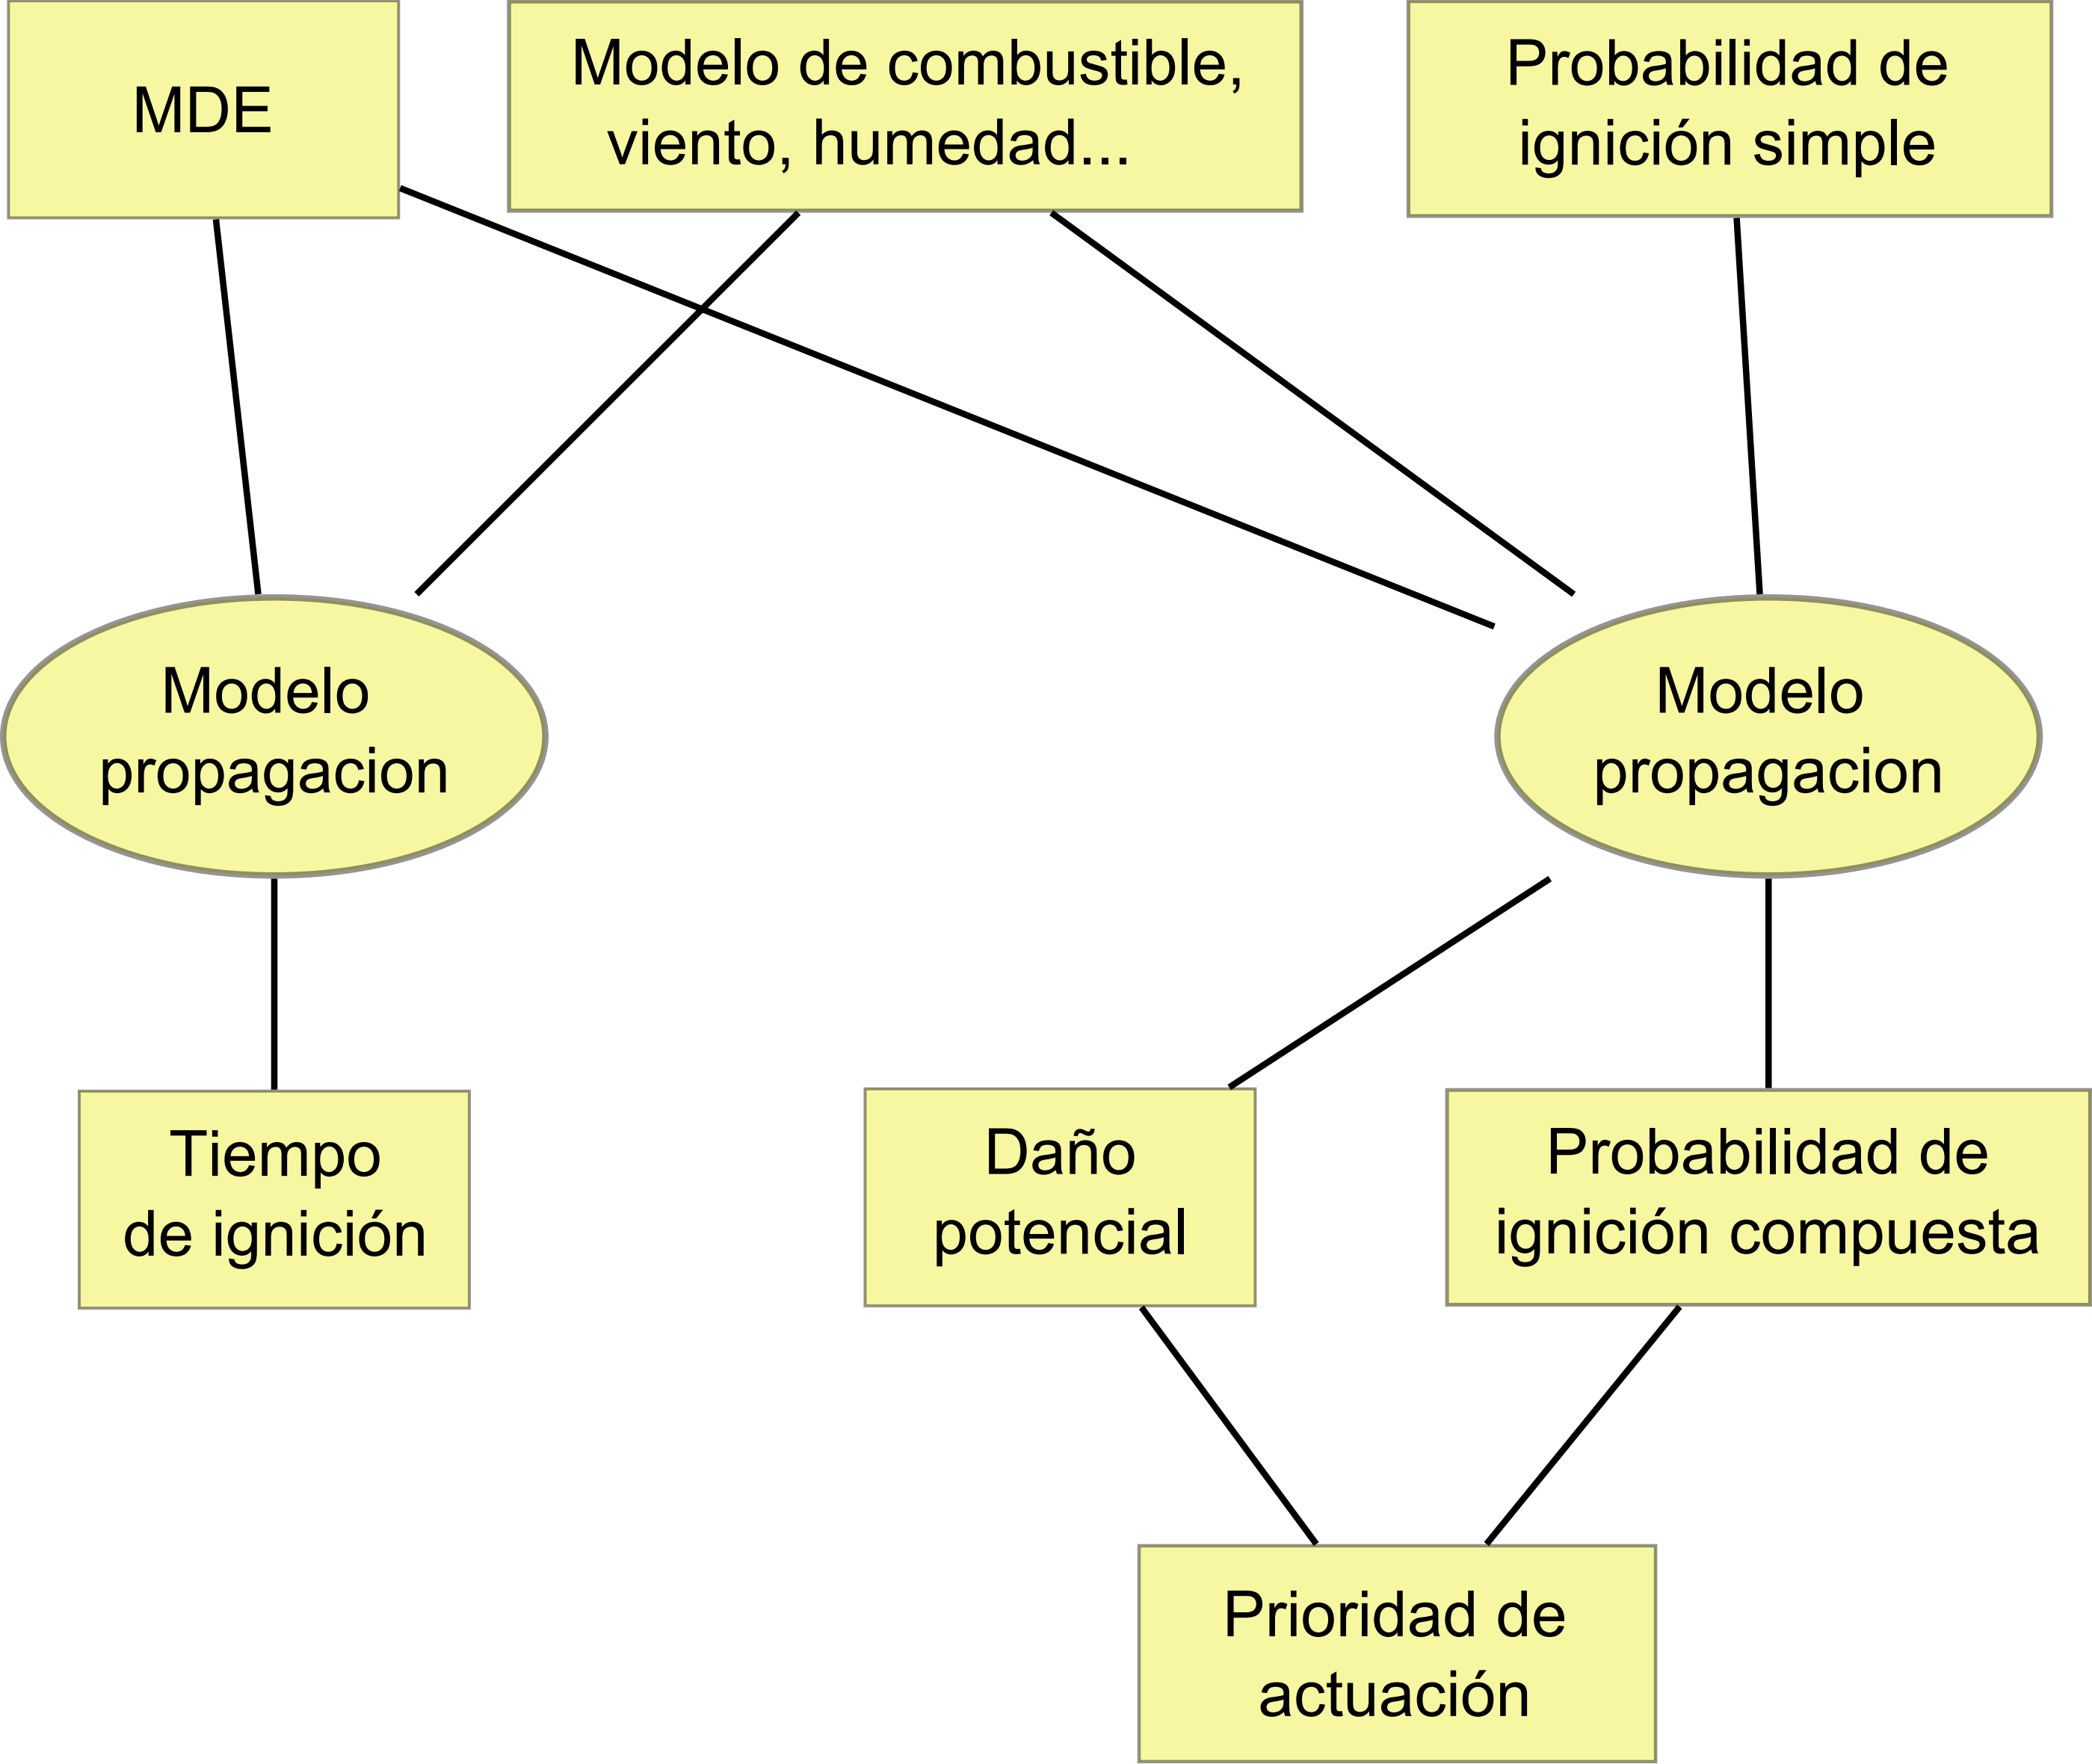 MDE
Modelo de combustible,
viento, humedad...
Probabilidad de
ignición simple
Modelo
propagacion
Modelo
propagacion
Tiempo
de ignición
Daño
potencial
Probabilidad de
ignición compuesta
Prioridad de
actuación